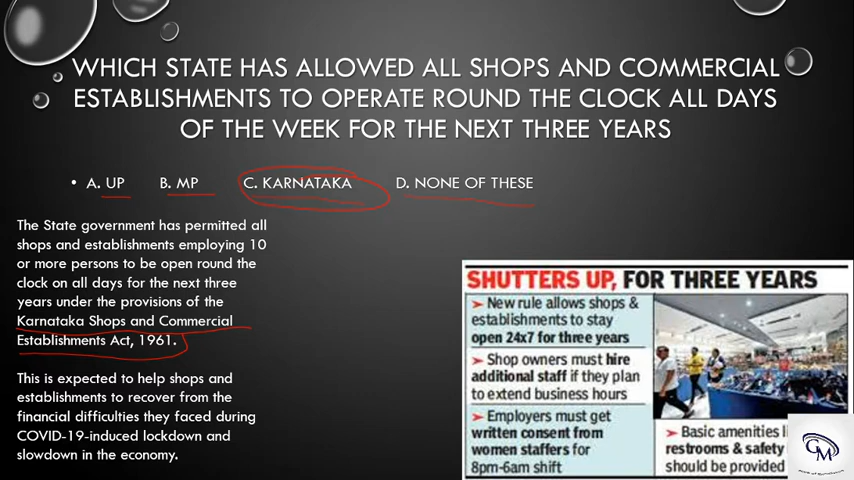 WHICH STATE HAS ALLOWED ALL SHOPS AND COMMERCIAL
ESTABLISHMENTS TO OPERATE ROUND THE CLOCK ALL DAYS
OF THE WEEK FOR THE NEXT THREE YEARS
• A. UP B. MP C. KARNATAKA D. NONE OF THESE
The State government has permitted all
shops and establishments employing 10
or more persons to be open round the
clock on all days for the next three
years under the provisions of the
Karnataka Shops and Commercial
Establishments Act, 1961.
This is expected to help shops and
establishments to recover from the
financial difficulties they faced during
COVID-19-induced lockdown and
slowdown in the economy.
SHUTTERS UP, FOR THREE YEARS
➤ New rule allows shops &
establishments to stay
open 24x7 for three years
➤ Shop owners must hire
additional staff if they plan
to extend business hours
➤ Employers must get
written consent from
women staffers for
8pm-6am shift
➤ Basic amenities
restrooms & safety
should be provided
GM